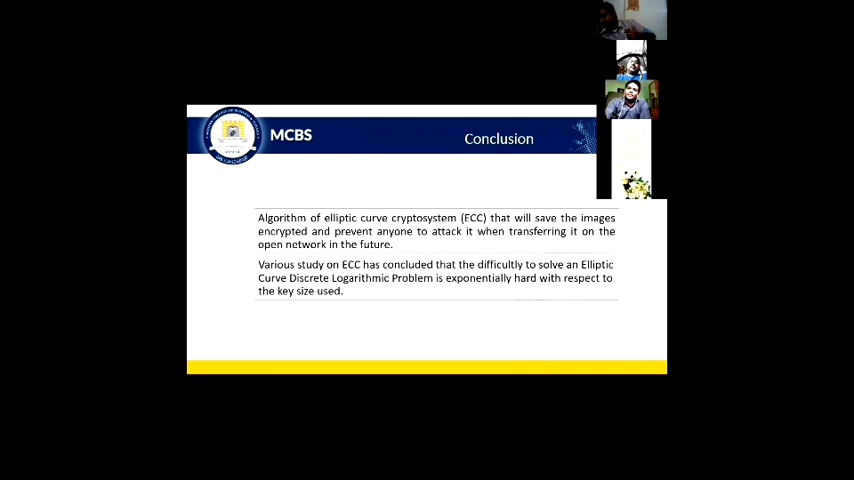 MCBS
Conclusion
Algorithm of elliptic curve cryptosystem (ECC) that will save the images
encrypted and prevent anyone to attack it when transferring it on the
open network in the future.
Various study on ECC has concluded that the difficultly to solve an Elliptic
Curve Discrete Logarithmic Problem is exponentially hard with respect to
the key size used.